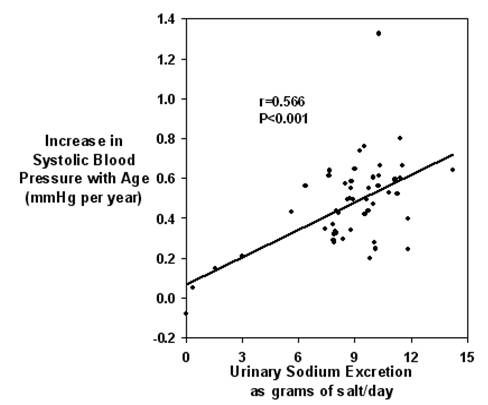 1.4
1.2
1.0
0.8
0.6
0.4
0.2
0.0
-0.2
r=0.566
P<0.001
Increase in
Systolic Blood
Pressure with Age
(mmHg per year)
0 3 6 9 12 15
Urinary Sodium Excretion
as grams of salt/day